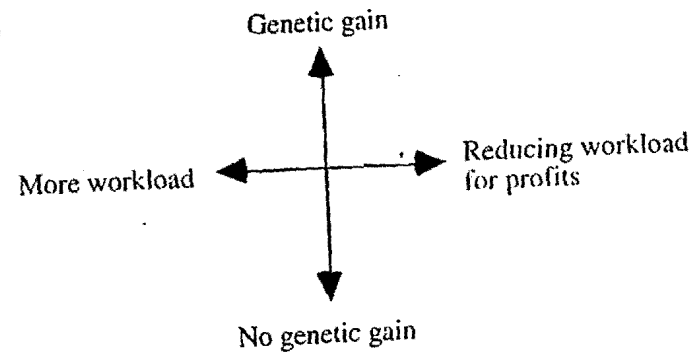 Genetic gain
More workload
Reducing workload
for profits
No genetic gain